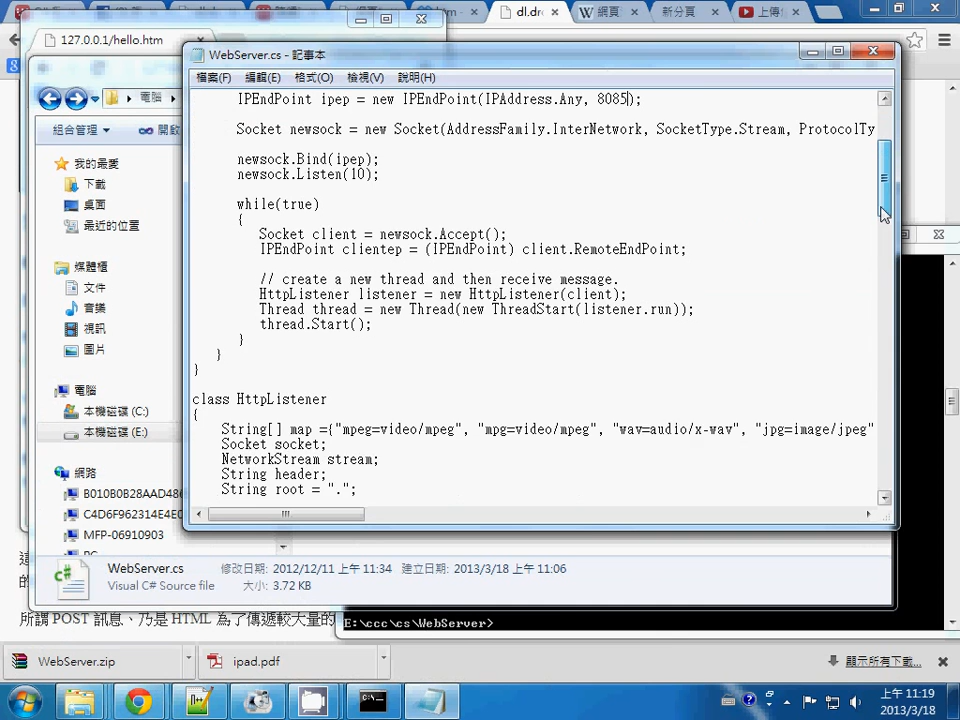 dl.dr
網頁
新分頁
上傳
127.0.0.1/hello.htm
WebServer.cs - 記事本
檔案(F) 編輯(E) 格式(O) 檢視(V) 說明(H)
IPEndPoint ipep = new IPEndPoint(IPAddress.Any, 8085);
Socket newsock = new Socket(AddressFamily.InterNetwork, SocketType.Stream, ProtocolTy
newsock.Bind(ipep);
newsock.Listen(10);
while(true)
{
Socket client = newsock.Accept();
IPEndPoint clientep = (IPEndPoint) client.RemoteEndPoint;
// create a new thread and then receive message.
HttpListener listener = new HttpListener(client);
Thread thread = new Thread(new ThreadStart(listener.run));
thread.Start();
}
}
}
class HttpListener
{
String[] map ={"mpeg=video/mpeg", "mpg=video/mpeg", "wav=audio/x-wav", "jpg=image/jpeg"
Socket socket;
NetworkStream stream;
String header;
String root = ".";
電腦
組合管理
開啟
我的最愛
下載
桌面
最近的位置
媒體櫃
文件
音樂
視訊
圖片
電腦
本機磁碟 (C:)
本機磁碟 (E:)
網路
B010B0B28AAD486
C4D6F962314E4E0
MFP-06910903
PC
WebServer.cs
修改日期: 2012/12/11 上午 11:34
建立日期: 2013/3/18 上午 11:06
Visual C# Source file
大小: 3.72 KB
的
所謂 POST 訊息、乃是 HTML 為了傳遞較大量的
E:\ccc\cs\WebServer>
WebServer.zip
ipad.pdf
顯示所有下載...
上午 11:19
2013/3/18